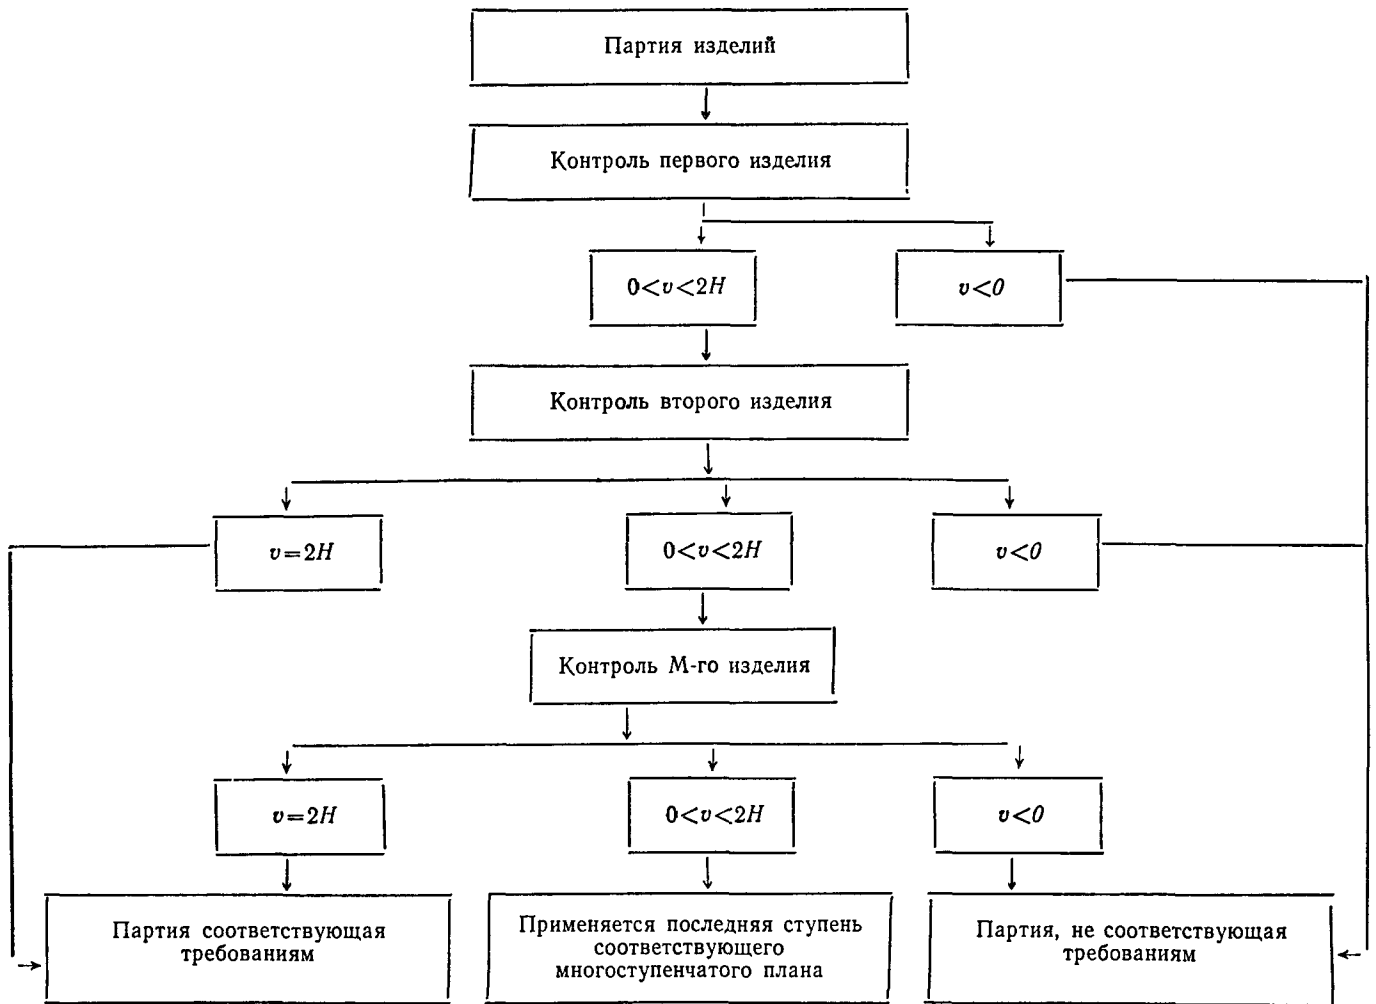 Партия изделий
Контроль первого изделия
0<v<2H
v<0
Контроль второго изделия
v=2H
0<v<2H
v<0
Контроль М-го изделия
v=2H
0<v<2H
v<0
Партия соответствующая
требованиям
Применяется последняя ступень
соответствующего
многоступенчатого плана
Партия, не соответствующая
требованиям